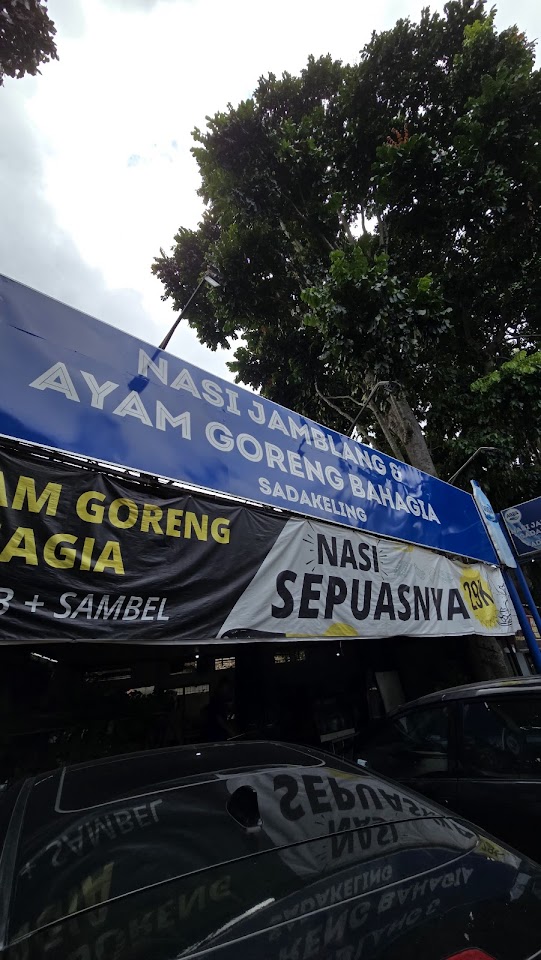 NASI JAMBLANG &
AYAM GORENG BAHAGIA
SADAKELING
AM GORENG
AGIA
+ SAMBEL
NASI
SEPUASNYA
29K